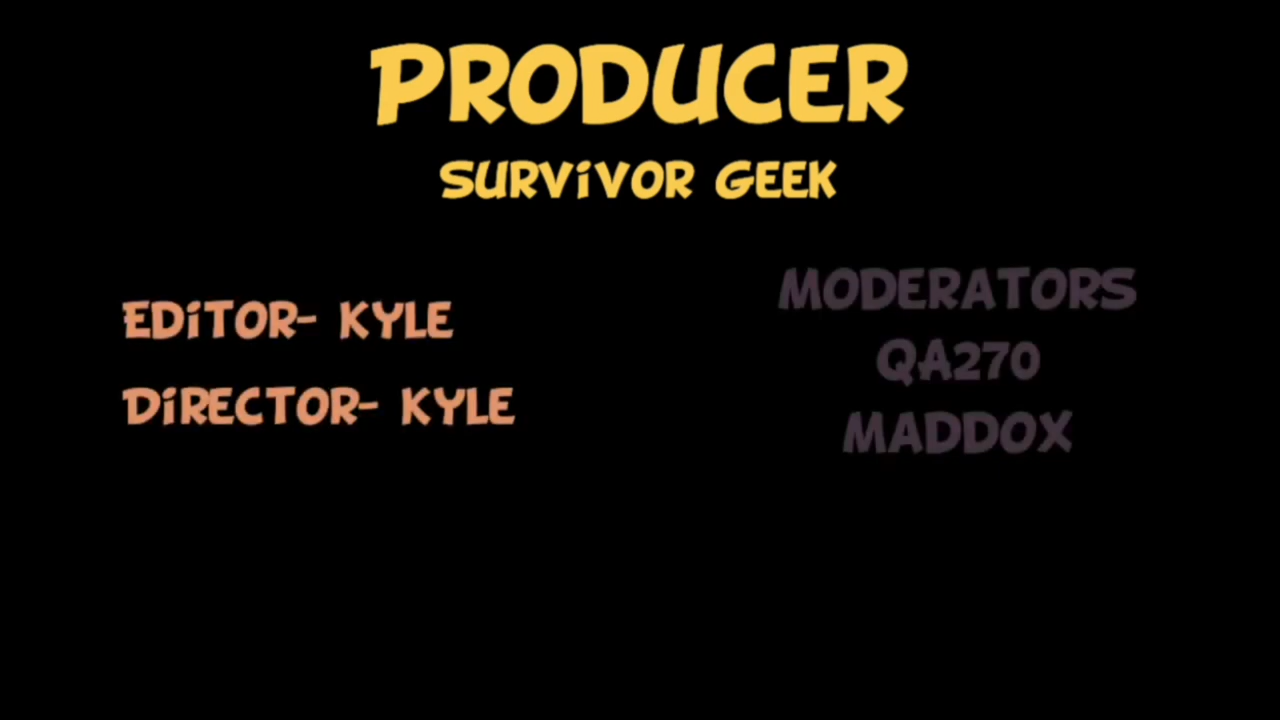 PRODUCER
SURVIVOR GEEK
EDITOR- KYLE
DIRECTOR- KYLE
MODERATORS
QA270
MADDOX